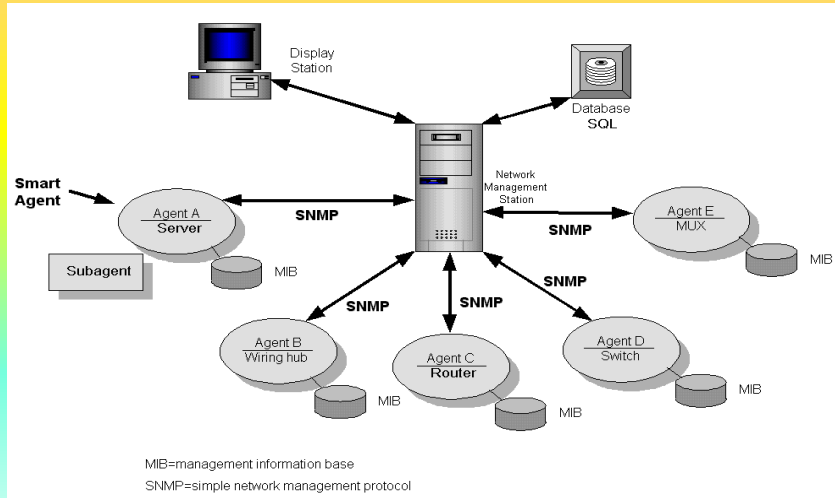 Display
Station
Database
SQL
Network
Management
Station
Smart
Agent
Agent A
Server
SNMP
Subagent
MIB
Agent E
MUX
SNMP
MIB
SNMP
SNMP
SNMP
Agent B
Wiring hub
MIB
Agent C
Router
MIB
Agent D
Switch
MIB
MIB=management information base
SNMP=simple network management protocol